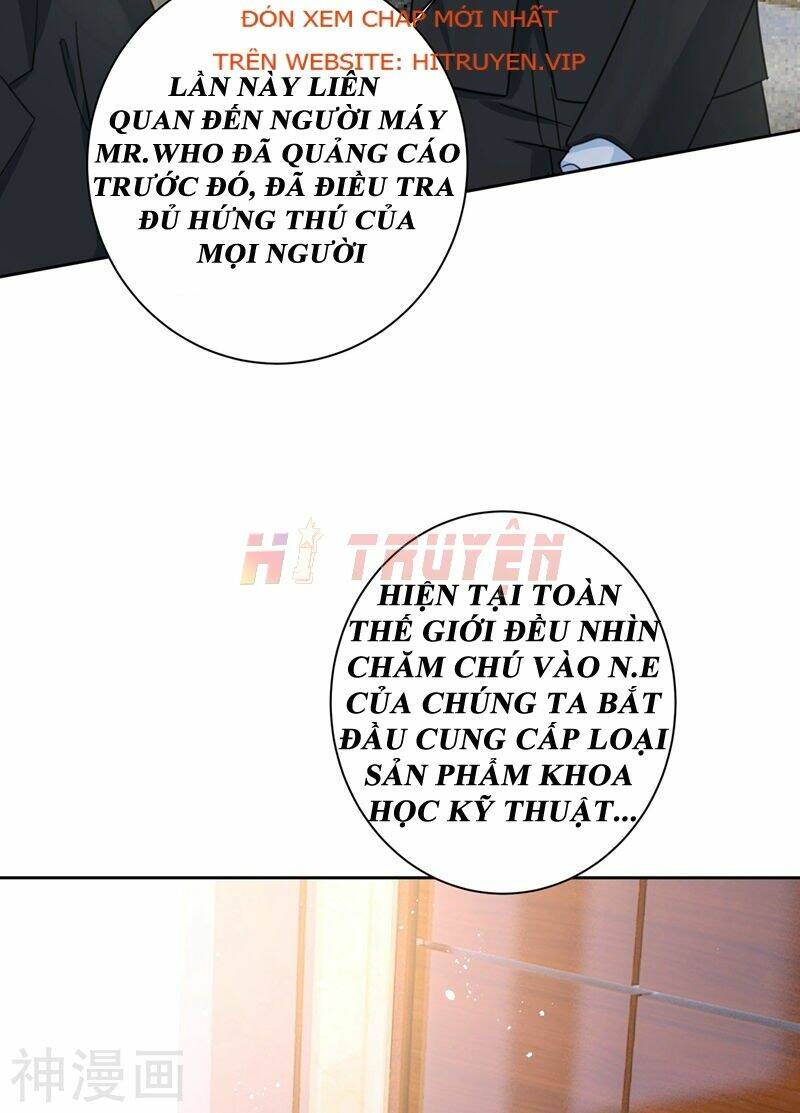 ĐÓN XEM CHAP MỚI NHẤT
TRÊN WEBSITE: HITRUYEN.VIP
LẦN NÀY LIÊN
QUAN ĐẾN NGƯỜI MÁY
MR.WHO ĐÃ QUẢNG CÁO
TRƯỚC ĐÓ, ĐÃ ĐIỀU TRA
ĐỦ HỨNG THÚ CỦA
MỌI NGƯỜI
HI TRUYỆN
HIỆN TẠI TOÀN
THẾ GIỚI ĐỀU NHÌN
CHĂM CHÚ VÀO N.E
CỦA CHÚNG TA BẮT
ĐẦU CUNG CẤP LOẠI
SẢN PHẨM KHOA
HỌC KỸ THUẬT...
神漫画